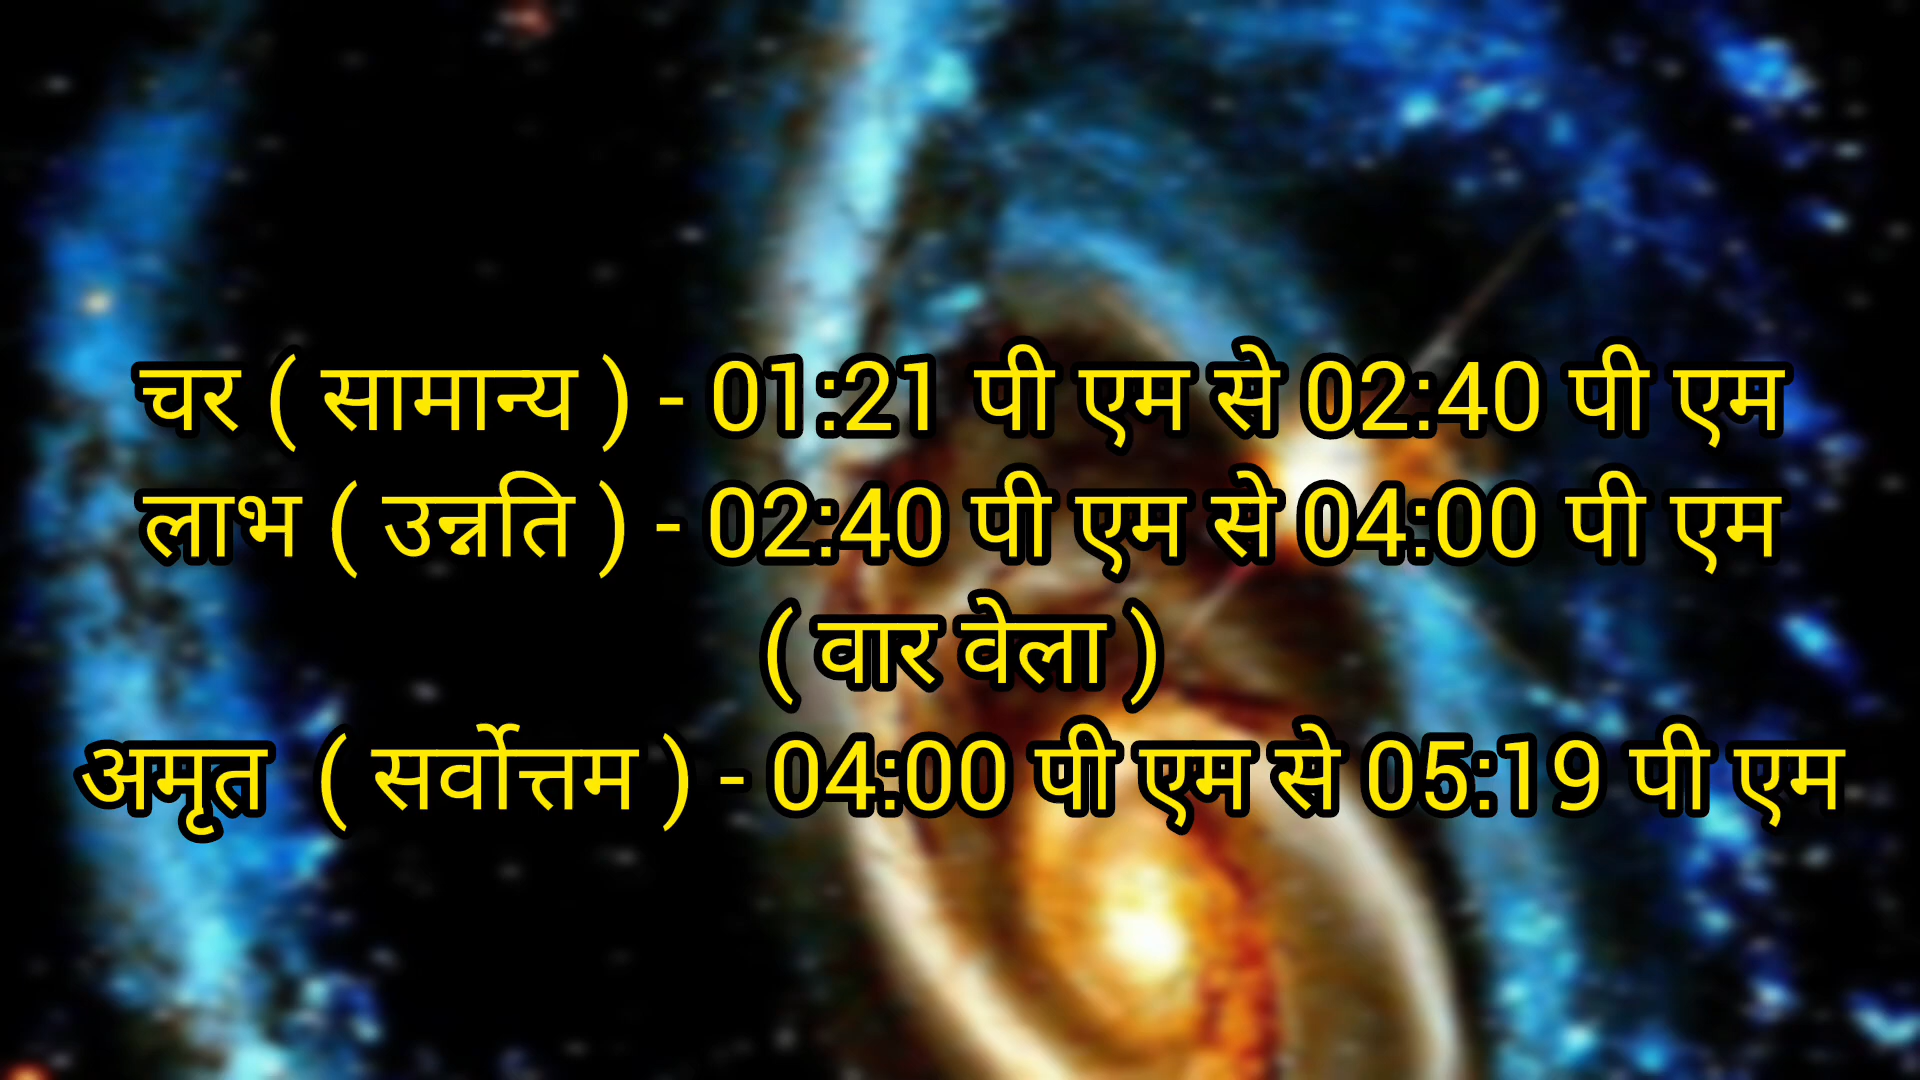 चर ( सामान्य ) - 01:21 पी एम से 02:40 पी एम
लाभ ( उन्नति ) - 02:40 पी एम से 04:00 पी एम
( वार वेला )
अमृत  ( सर्वोत्तम ) - 04:00 पी एम से 05:19 पी एम